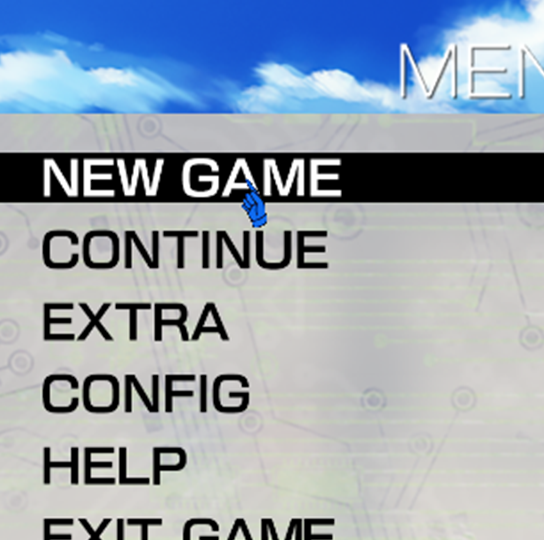 MEN
NEW GAME
CONTINUE
EXTRA
CONFIG
HELP
EXIT GAME